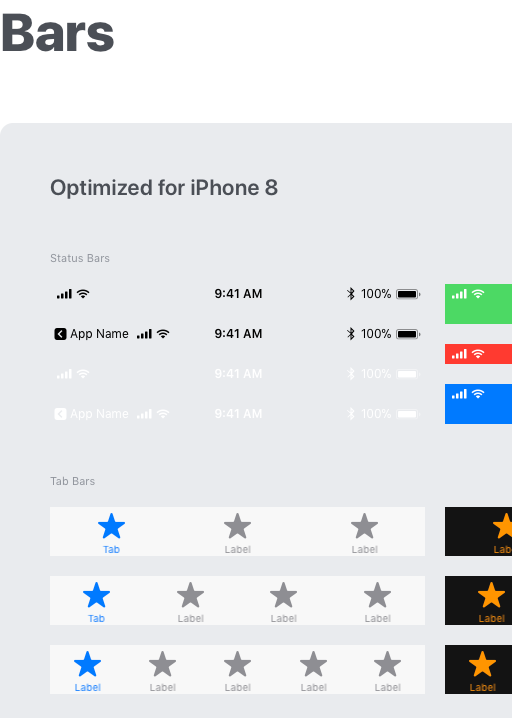 Bars
Optimized for iPhone 8
Status Bars
9:41 AM 100%
App Name 9:41 AM 100%
9:41 AM 100%
App Name 9:41 AM 100%
Tab Bars
Tab Label Label
Tab Label Label Label Label
Label Label Label Label Label Label